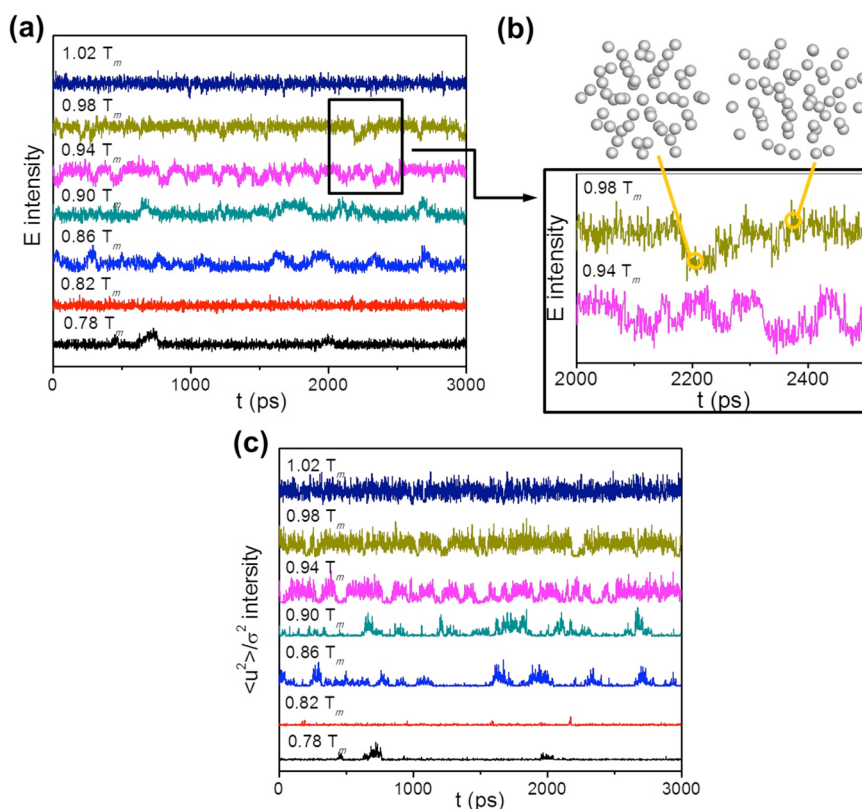 (a)
1.02 Tm
0.98 Tm
0.94 Tm
0.90 Tm
0.86 Tm
0.82 Tm
0.78 Tm
E intensity
0 1000 2000 3000
t (ps)
(b)
0.98 Tm
0.94 Tm
E intensity
2000 2200 2400
t (ps)
(c)
1.02 Tm
0.98 Tm
0.94 Tm
0.90 Tm
0.86 Tm
0.82 Tm
0.78 Tm
<u²>/σ² intensity
0 1000 2000 3000
t (ps)